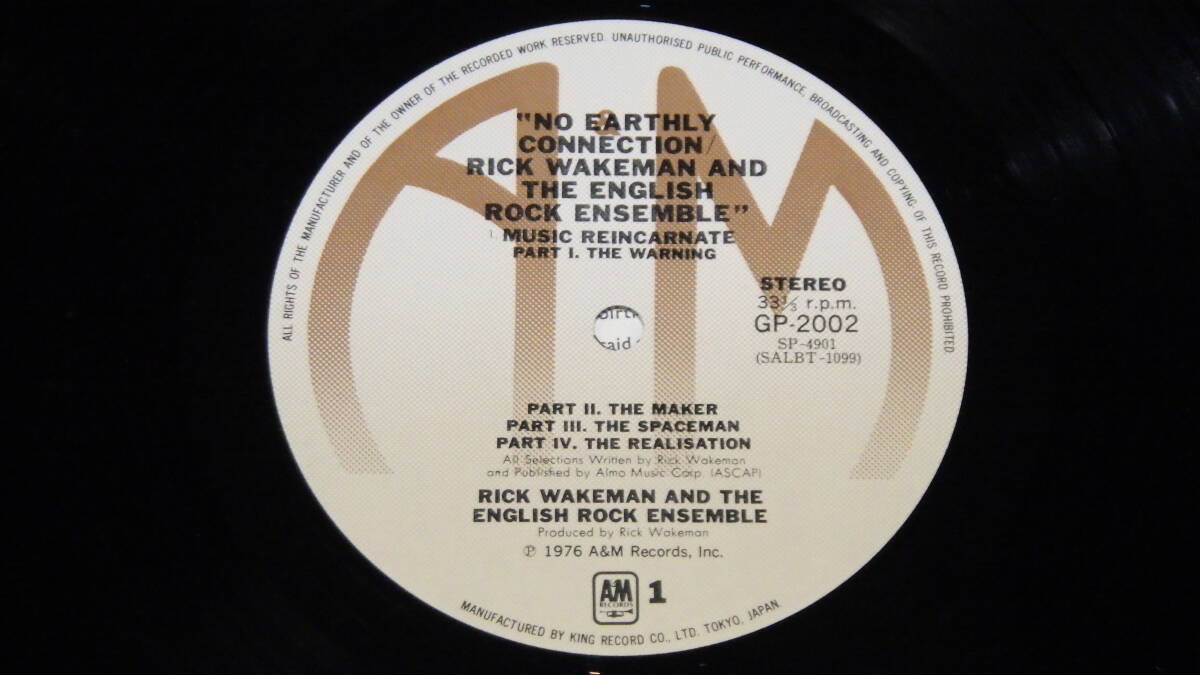 ALL RIGHTS OF THE MANUFACTURER AND OF THE OWNER OF THE RECORDED WORK RESERVED. UNAUTHORISED PUBLIC PERFORMANCE, BROADCASTING AND COPYING OF THIS RECORD PROHIBITED
"NO EARTHLY
CONNECTION/
RICK WAKEMAN AND
THE ENGLISH
ROCK ENSEMBLE"
1. MUSIC REINCARNATE
PART I. THE WARNING
STEREO
33⅓ r.p.m.
GP-2002
SP-4901
(SALBT-1099)
said
PART II. THE MAKER
PART III. THE SPACEMAN
PART IV. THE REALISATION
All Selections Written by Rick Wakeman
and Published by Almo Music Corp. (ASCAP)
RICK WAKEMAN AND THE
ENGLISH ROCK ENSEMBLE
Produced by Rick Wakeman
℗ 1976 A&M Records, Inc.
A&M
RECORDS
1
MANUFACTURED BY KING RECORD CO., LTD. TOKYO, JAPAN.